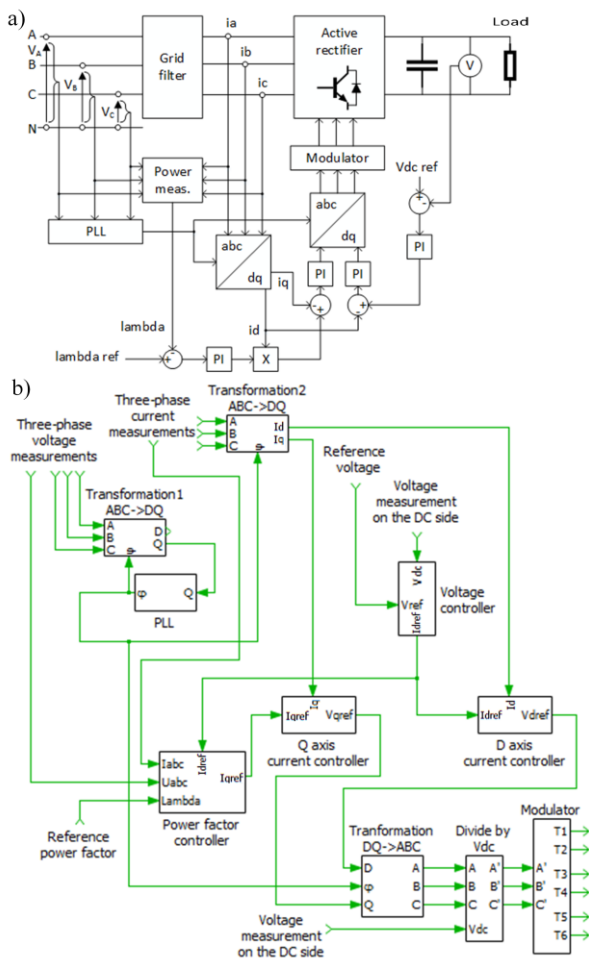 a)
Load
A
VA
B
VB
C
VC
N
Grid
filter
ia
ib
ic
Active
rectifier
V
Power
meas.
Modulator
Vdc ref
+
-
PLL
abc
dq
abc
dq
PI
PI
PI
iq
id
-
+
+
-
lambda
lambda ref
+
-
PI
X
b)
Transformation2
ABC->DQ
Three-phase
current
measurements
A
B
C
φ
Id
Iq
Three-phase
voltage
measurements
Reference
voltage
Voltage
measurement
on the DC side
Transformation1
ABC->DQ
A
B
C
φ
D
Q
φ
Q
PLL
Vdc
Vref
Idref
Voltage
controller
Iq
Iqref
Vqref
Q axis
current controller
Id
Idref
Vdref
D axis
current controller
Idref
Iabc
Uabc
Lambda
Iqref
Power factor
controller
Reference
power factor
Tranformation
DQ->ABC
D
φ
Q
A
B
C
Divide by
Vdc
A
B
C
Vdc
A'
B'
C'
Modulator
A'
B'
C'
T1
T2
T3
T4
T5
T6
Voltage
measurement
on the DC side